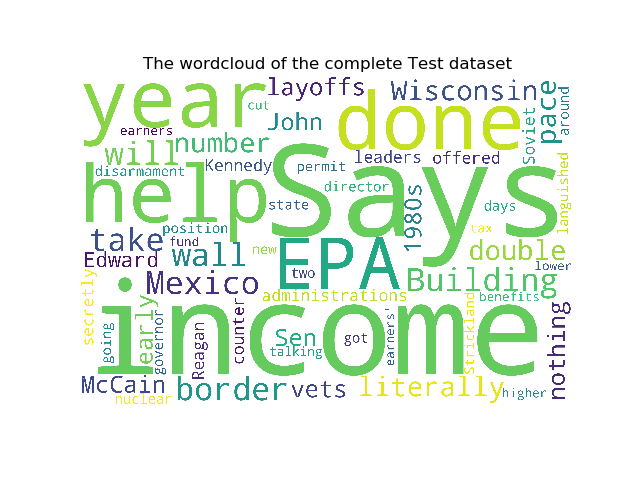 The wordcloud of the complete Test dataset
year
cut
layoffs
Wisconsin
pace
around
earners
number
John
done
Soviet
will
disarmament
Kennedy
permit
leaders
offered
languished
help
Says
director
state
1980s
days
position
take
fund
wall
new
EPA
tax
double
Edward
two
lower
Mexico
Building
secretly
going
early
governor
Reagan
counter
administrations
benefits
income
Sen
talking
got
earners'
Strickland
nothing
McCain
nuclear
border
vets
literally
higher